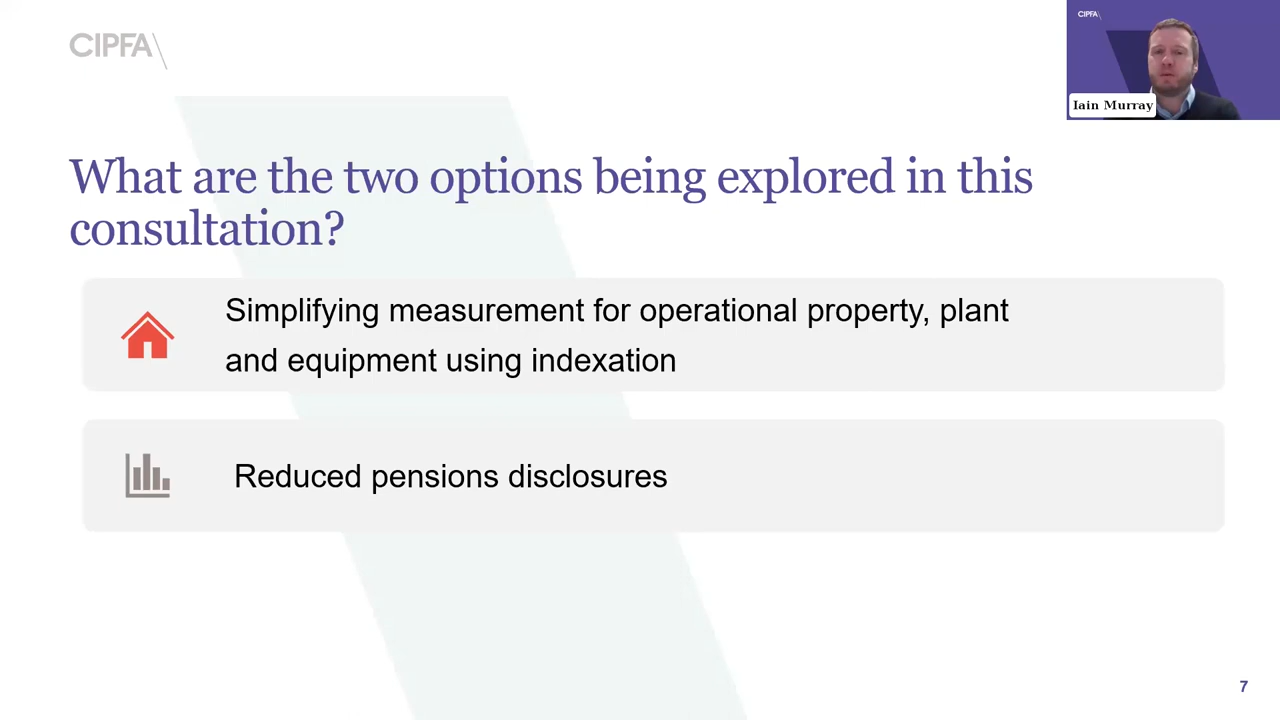 CIPFA
CIPFA
Iain Murray
What are the two options being explored in this
consultation?
Simplifying measurement for operational property, plant
and equipment using indexation
Reduced pensions disclosures
7